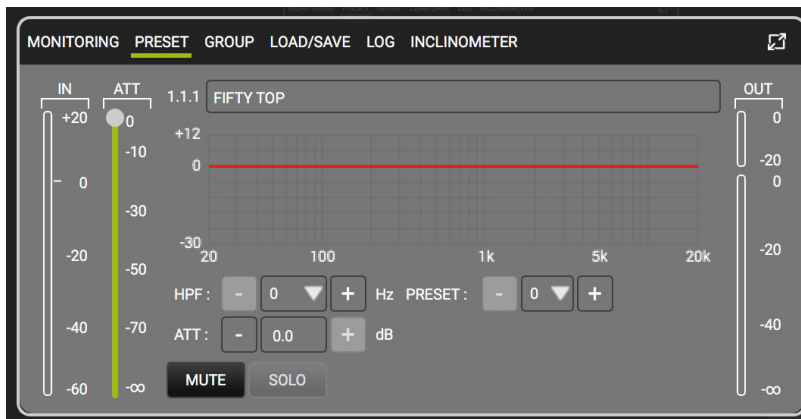 MONITORING PRESET GROUP LOAD/SAVE LOG INCLINOMETER
IN ATT 1.1.1 FIFTY TOP OUT
+20 0 +12 0
-10 0 -20
0 0
-30
-20 -30 -20
20 100 1k 5k 20k
-50
HPF : - 0 + Hz PRESET : - 0 +
-40 -70 ATT : - 0.0 + dB -40
MUTE SOLO
-60 -∞ -∞